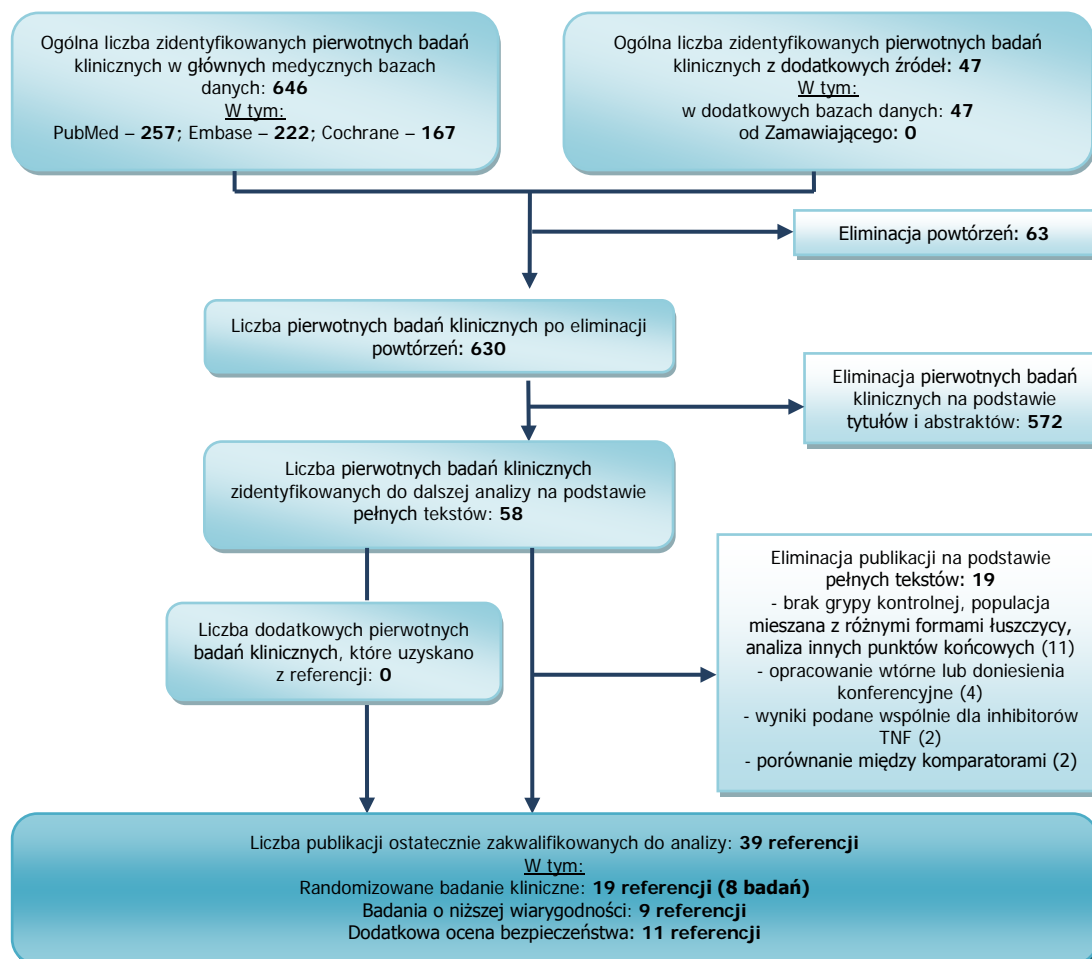 Ogólna liczba zidentyfikowanych pierwotnych badań
klinicznych w głównych medycznych bazach
danych: 646
W tym:
PubMed – 257; Embase – 222; Cochrane – 167
Ogólna liczba zidentyfikowanych pierwotnych badań
klinicznych z dodatkowych źródeł: 47
W tym:
w dodatkowych bazach danych: 47
od Zamawiającego: 0
Eliminacja powtórzeń: 63
Liczba pierwotnych badań klinicznych po eliminacji
powtórzeń: 630
Eliminacja pierwotnych badań
klinicznych na podstawie
tytułów i abstraktów: 572
Liczba pierwotnych badań klinicznych
zidentyfikowanych do dalszej analizy na podstawie
pełnych tekstów: 58
Eliminacja publikacji na podstawie
pełnych tekstów: 19
- brak grypy kontrolnej, populacja
mieszana z różnymi formami łuszczycy,
analiza innych punktów końcowych (11)
- opracowanie wtórne lub doniesienia
konferencyjne (4)
- wyniki podane wspólnie dla inhibitorów
TNF (2)
- porównanie między komparatorami (2)
Liczba dodatkowych pierwotnych
badań klinicznych, które uzyskano
z referencji: 0
Liczba publikacji ostatecznie zakwalifikowanych do analizy: 39 referencji
W tym:
Randomizowane badanie kliniczne: 19 referencji (8 badań)
Badania o niższej wiarygodności: 9 referencji
Dodatkowa ocena bezpieczeństwa: 11 referencji